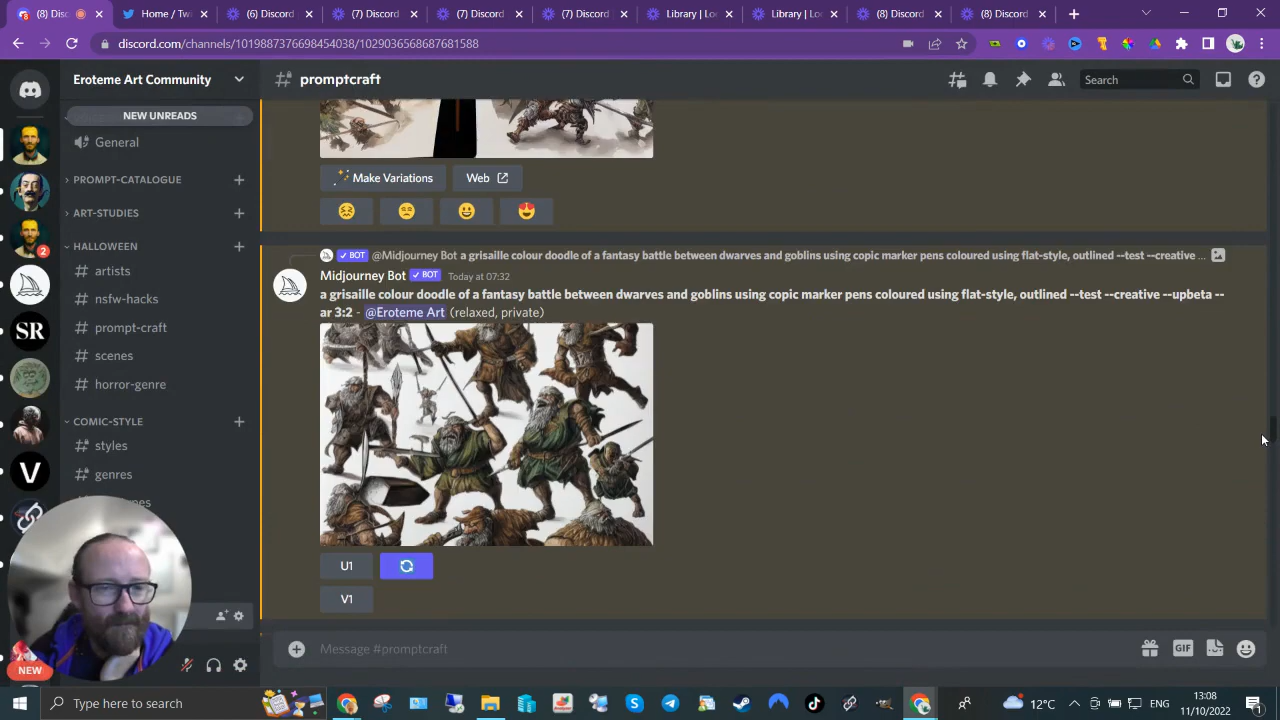 (8) Disc
Home / Tw
(6) Discord
(7) Discord
(7) Discord
(7) Discord
Library | Lo
Library | Lo
(8) Discord
(8) Discord
discord.com/channels/1019887376698454038/1029036568687681588
Eroteme Art Community
promptcraft
Search
NEW UNREADS
General
PROMPT-CATALOGUE
ART-STUDIES
HALLOWEEN
artists
nsfw-hacks
prompt-craft
scenes
horror-genre
COMIC-STYLE
styles
genres
2
SR
V
NEW
Make Variations
Web
BOT @Midjourney Bot a grisaille colour doodle of a fantasy battle between dwarves and goblins using copic marker pens coloured using flat-style, outlined --test --creative ...
Midjourney Bot BOT Today at 07:32
a grisaille colour doodle of a fantasy battle between dwarves and goblins using copic marker pens coloured using flat-style, outlined --test --creative --upbeta --
ar 3:2 - @Eroteme Art (relaxed, private)
U1
V1
Message #promptcraft
GIF
Type here to search
12°C
ENG
13:08
11/10/2022